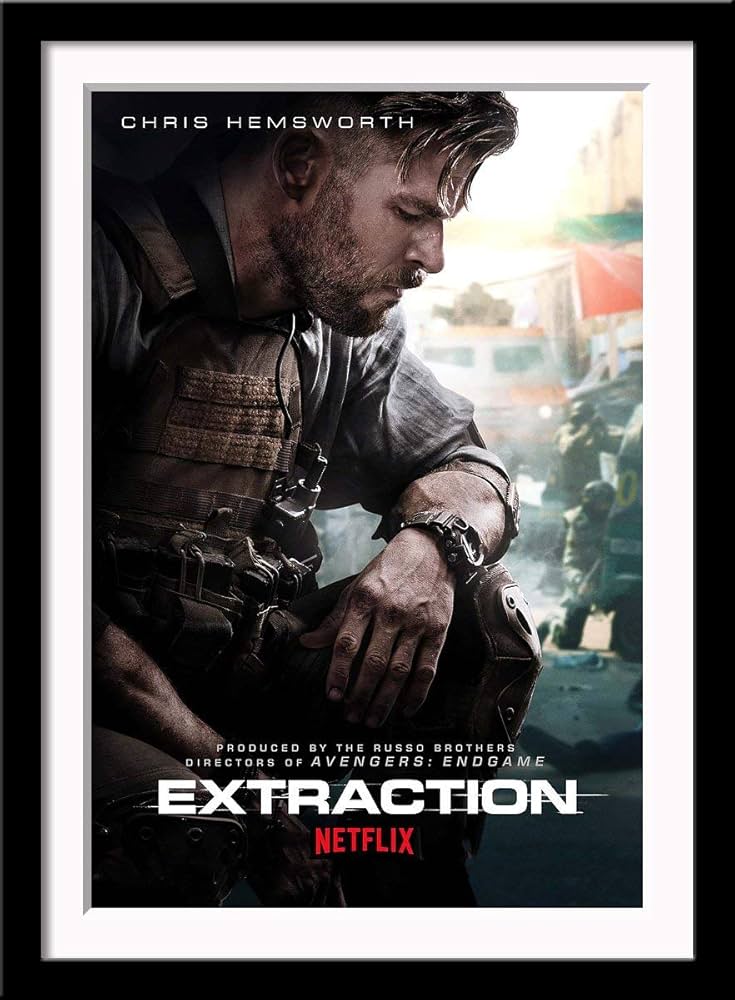 CHRIS HEMSWORTH
PRODUCED BY THE RUSSO BROTHERS
DIRECTORS OF AVENGERS: ENDGAME
EXTRACTION
NETFLIX